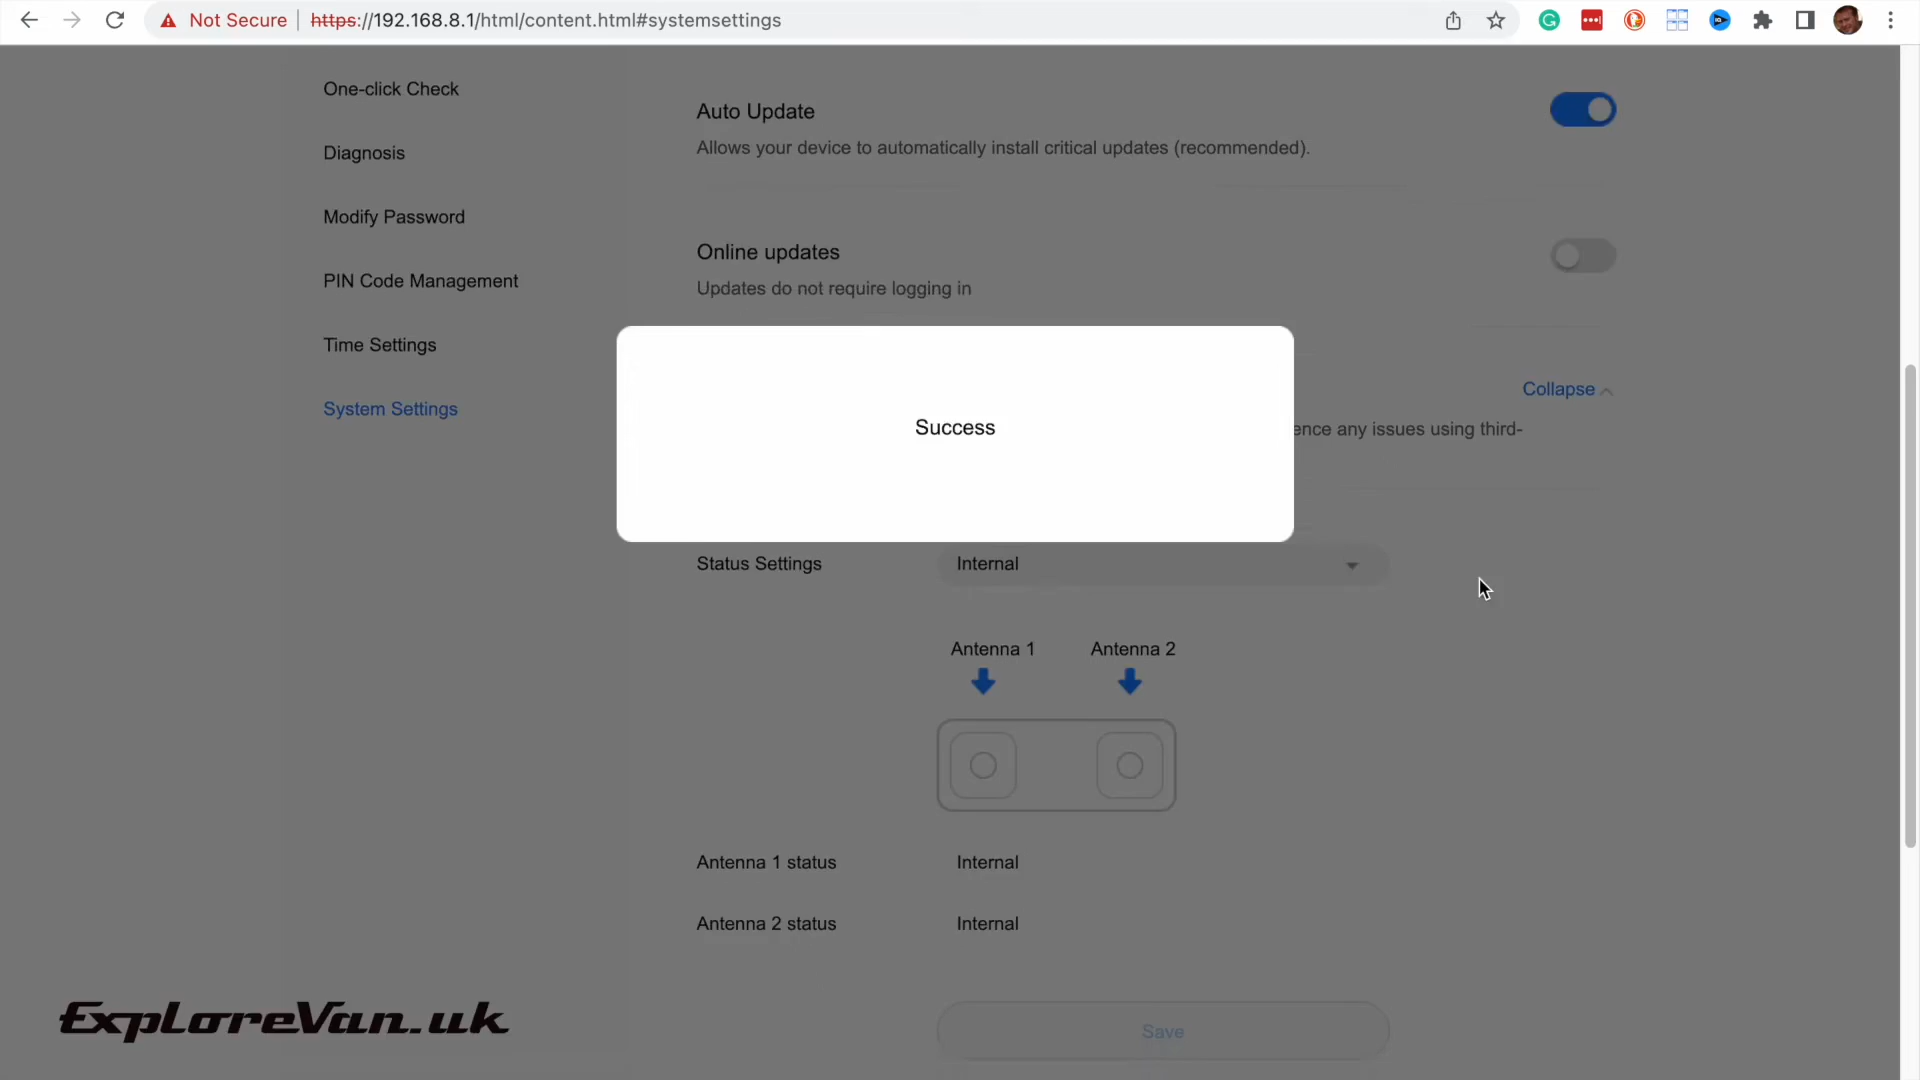 Not Secure
https://192.168.8.1/html/content.html#systemsettings
One-click Check
Diagnosis
Modify Password
PIN Code Management
Time Settings
System Settings
Auto Update
Allows your device to automatically install critical updates (recommended).
Online updates
Updates do not require logging in
Collapse
ence any issues using third-
Success
Status Settings
Internal
Antenna 1
Antenna 2
Antenna 1 status
Internal
Antenna 2 status
Internal
Save
ExploreVan.uk